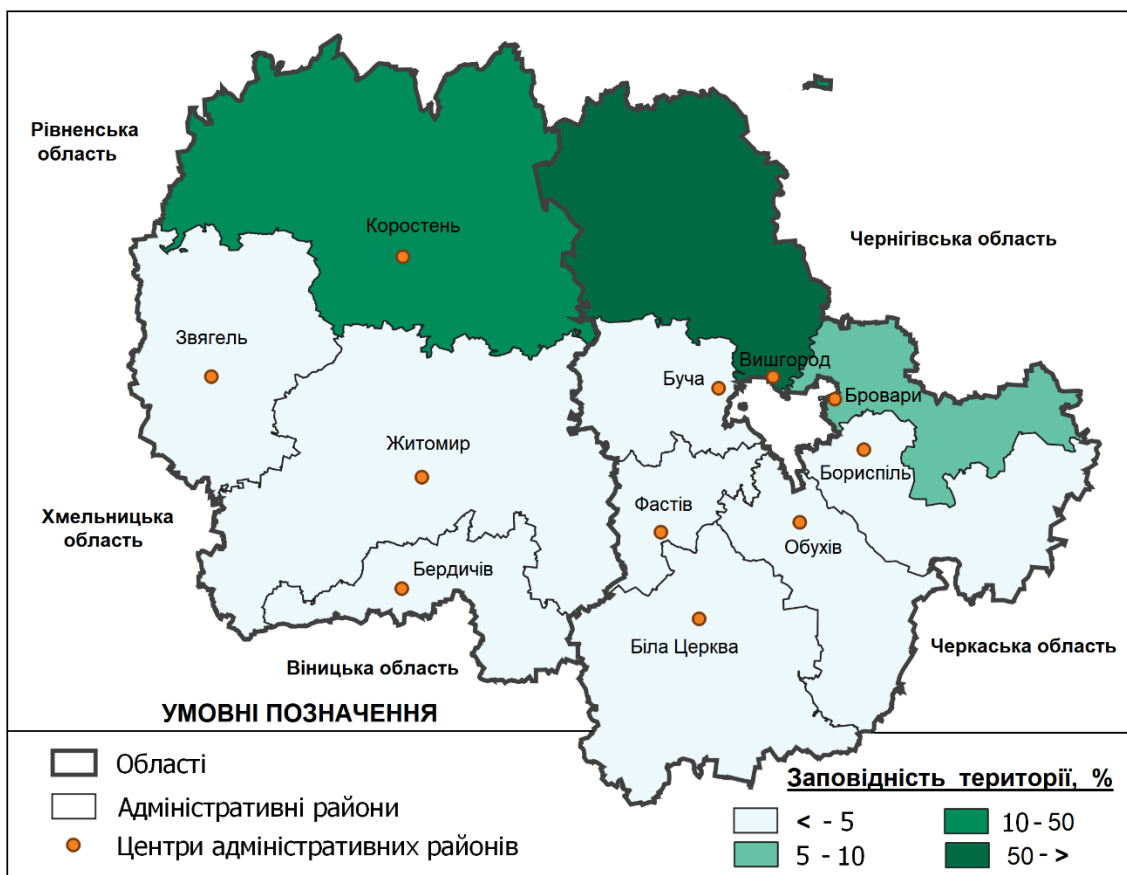 Рівненська
область
Коростень
Чернігівська область
Звягель
Вишгород
Буча
Бровари
Житомир
Бориспіль
Хмельницька
область
Фастів
Обухів
Бердичів
Біла Церква
Черкаська область
Віницька область
УМОВНІ ПОЗНАЧЕННЯ
Області
Адміністративні райони
Центри адміністративних районів
Заповідність території, %
< - 5
10 - 50
5 - 10
50 - >